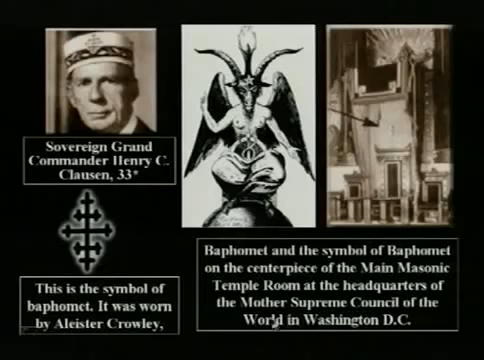 Sovereign Grand
Commander Henry C.
Clausen, 33*
This is the symbol of
baphomet. It was worn
by Aleister Crowley,
Baphomet and the symbol of Baphomet
on the centerpiece of the Main Masonic
Temple Room at the headquarters of
the Mother Supreme Council of the
World in Washington D.C.